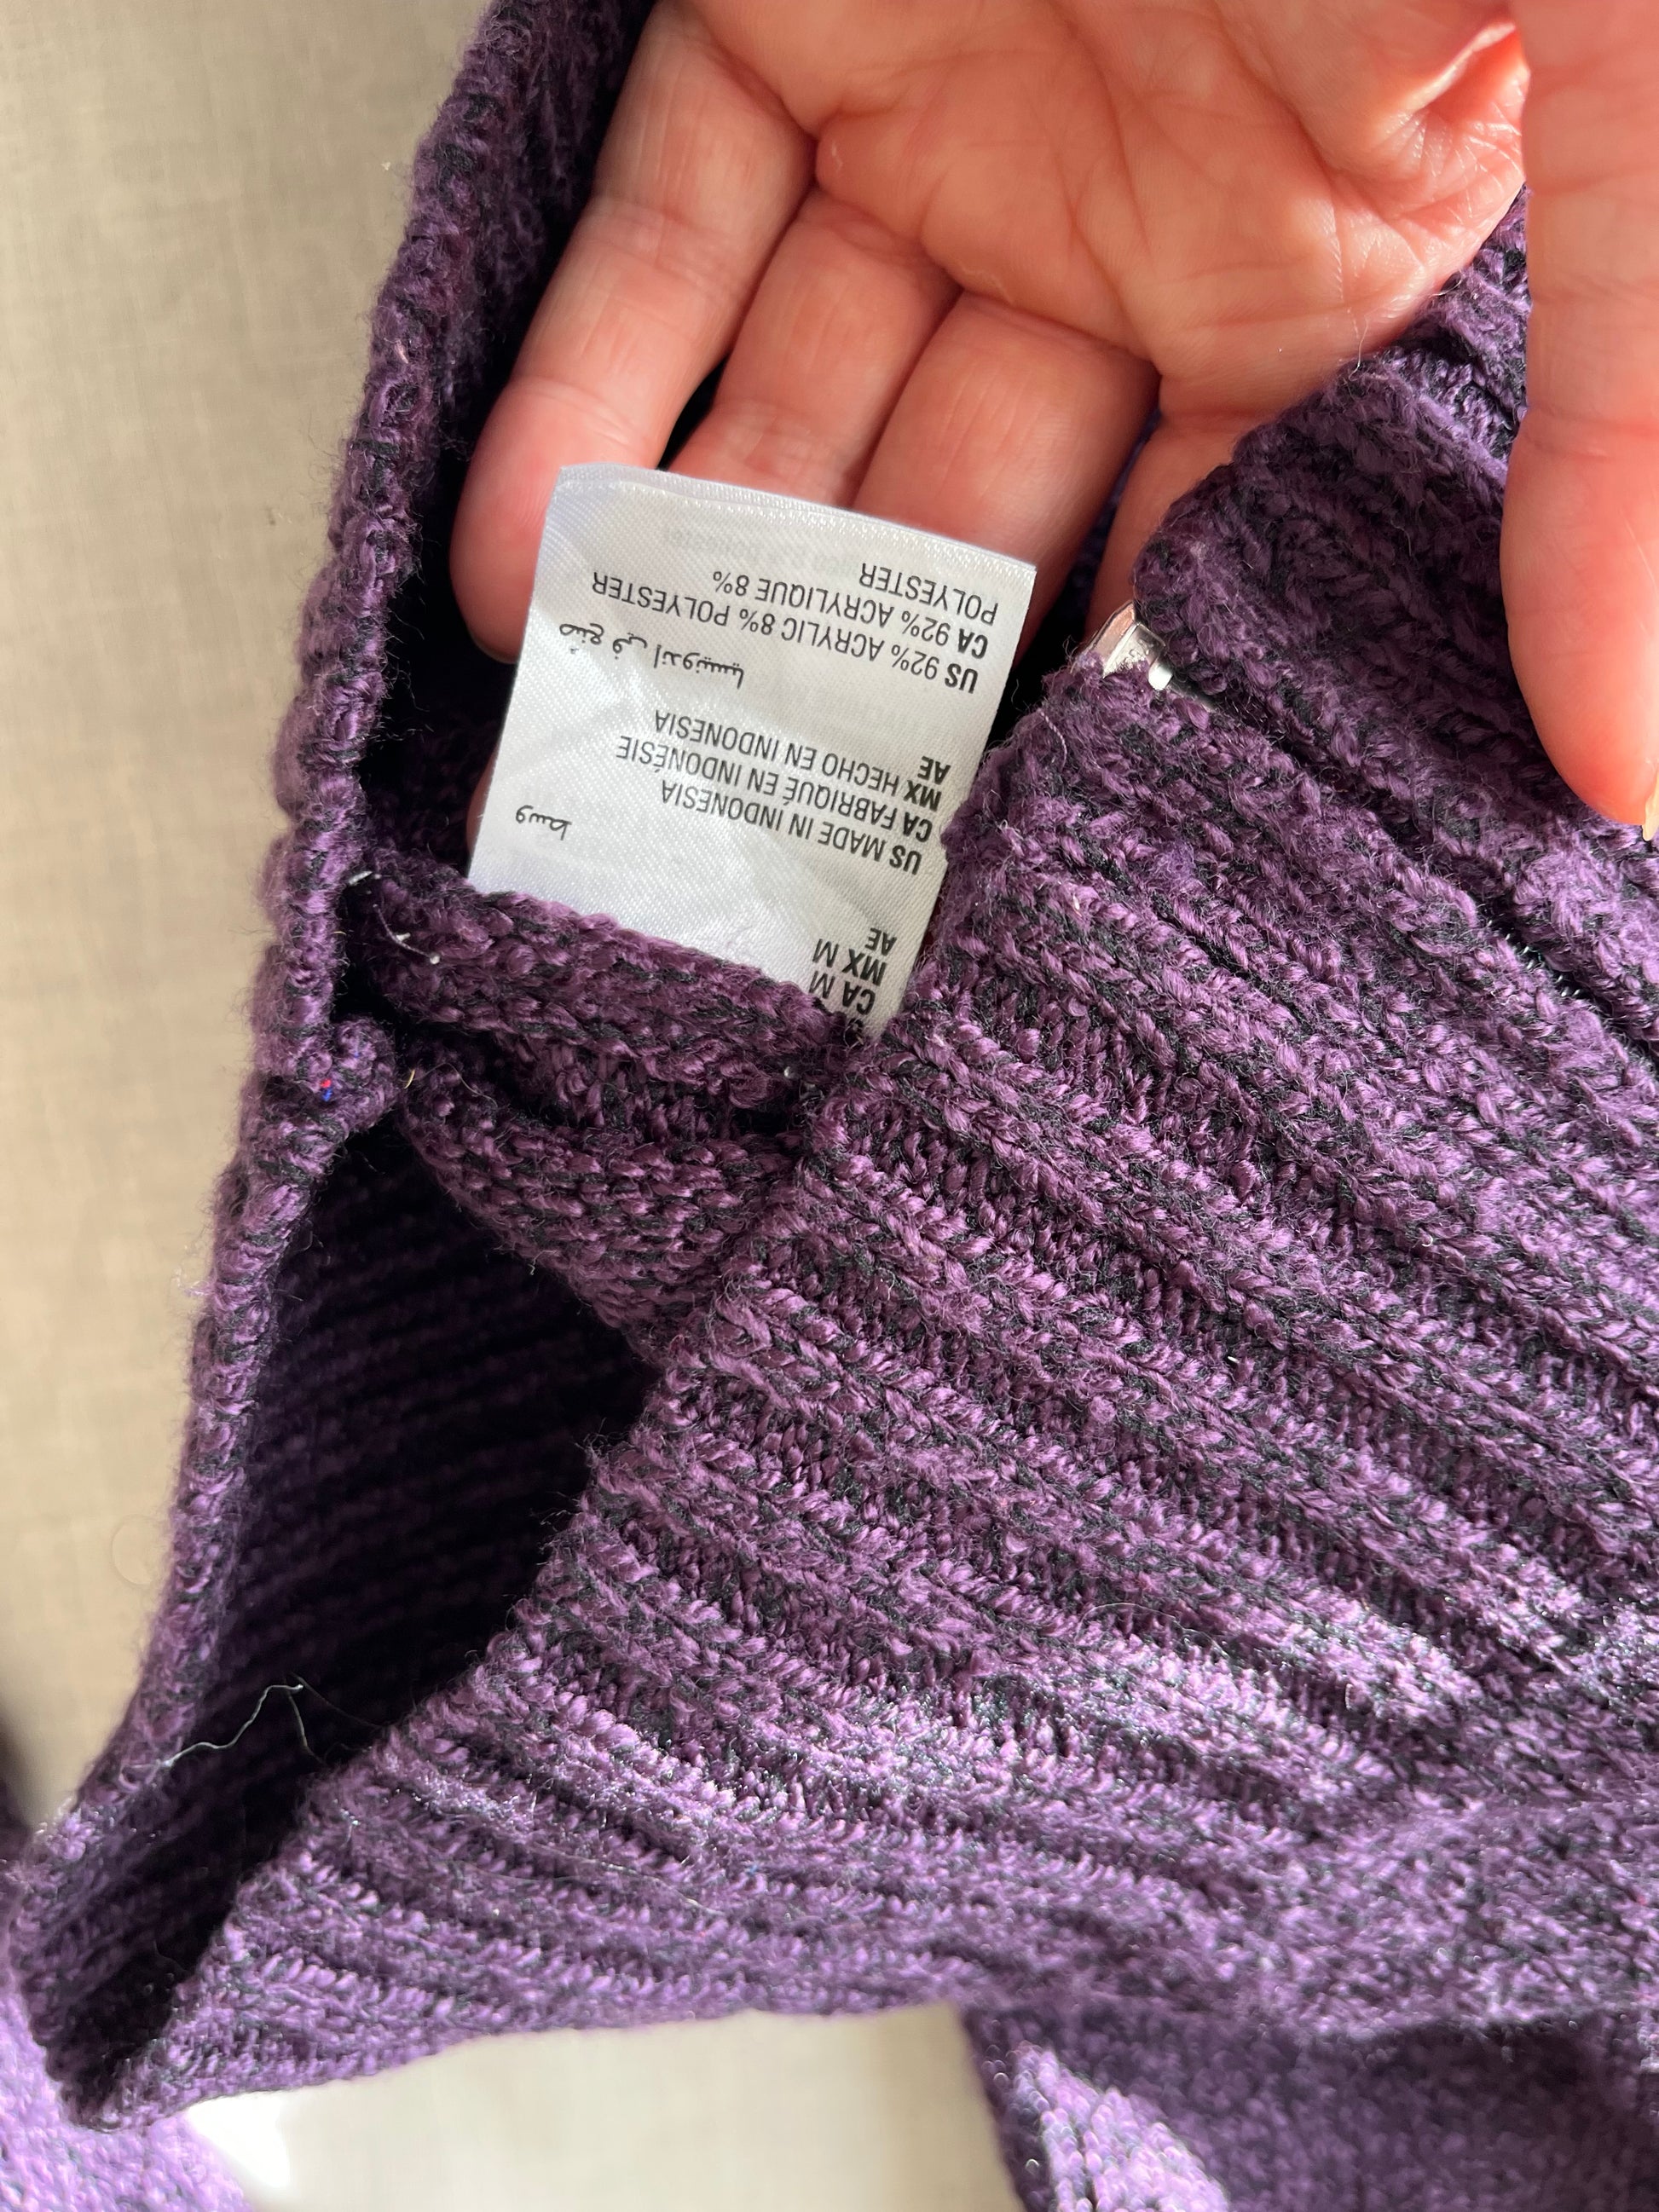 CA M
MX M
AE
وسط
US MADE IN INDONESIA
CA FABRIQUÉ EN INDONÉSIE
MX HECHO EN INDONESIA
AE
صنع في اندونيسيا
US 92% ACRYLIC 8% POLYESTER
CA 92% ACRYLIQUE 8%
POLYESTER